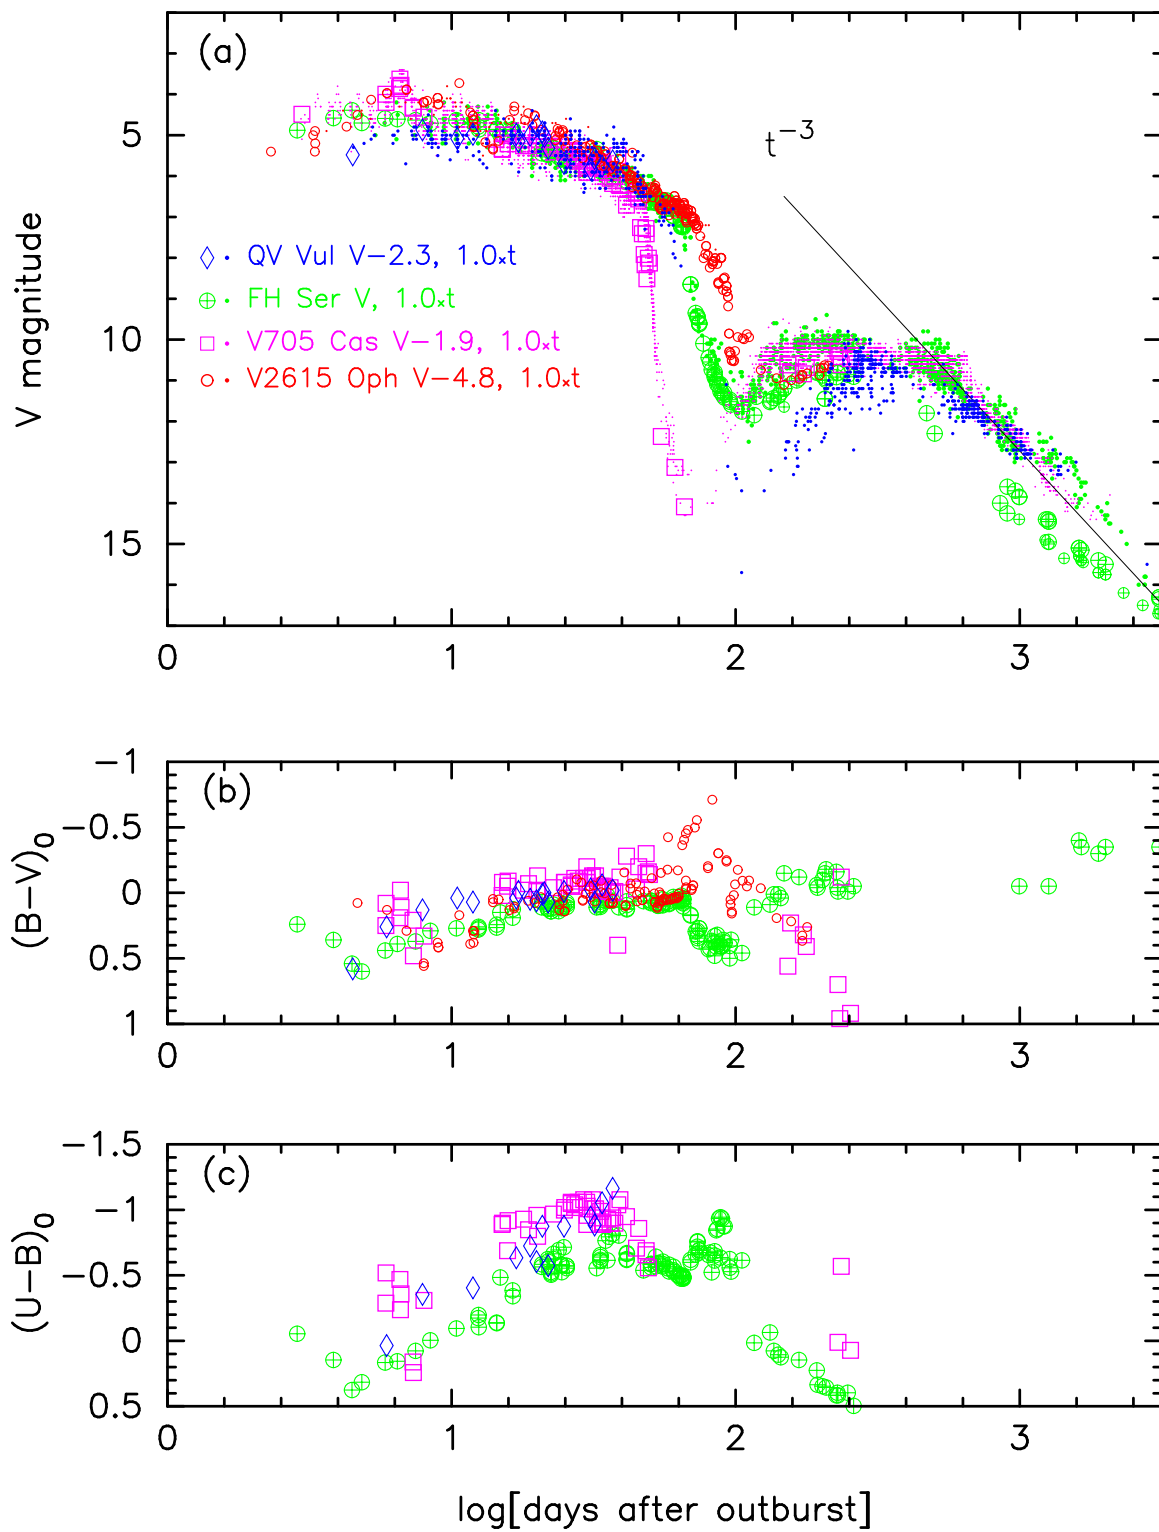 (a)
t−3
5
10
15
V magnitude
QV Vul V−2.3, 1.0×t
FH Ser V, 1.0×t
V705 Cas V−1.9, 1.0×t
V2615 Oph V−4.8, 1.0×t
0 1 2 3
(b)
−1
−0.5
0
0.5
1
(B−V)0
0 1 2 3
(c)
−1.5
−1
−0.5
0
0.5
(U−B)0
0 1 2 3
log[days after outburst]